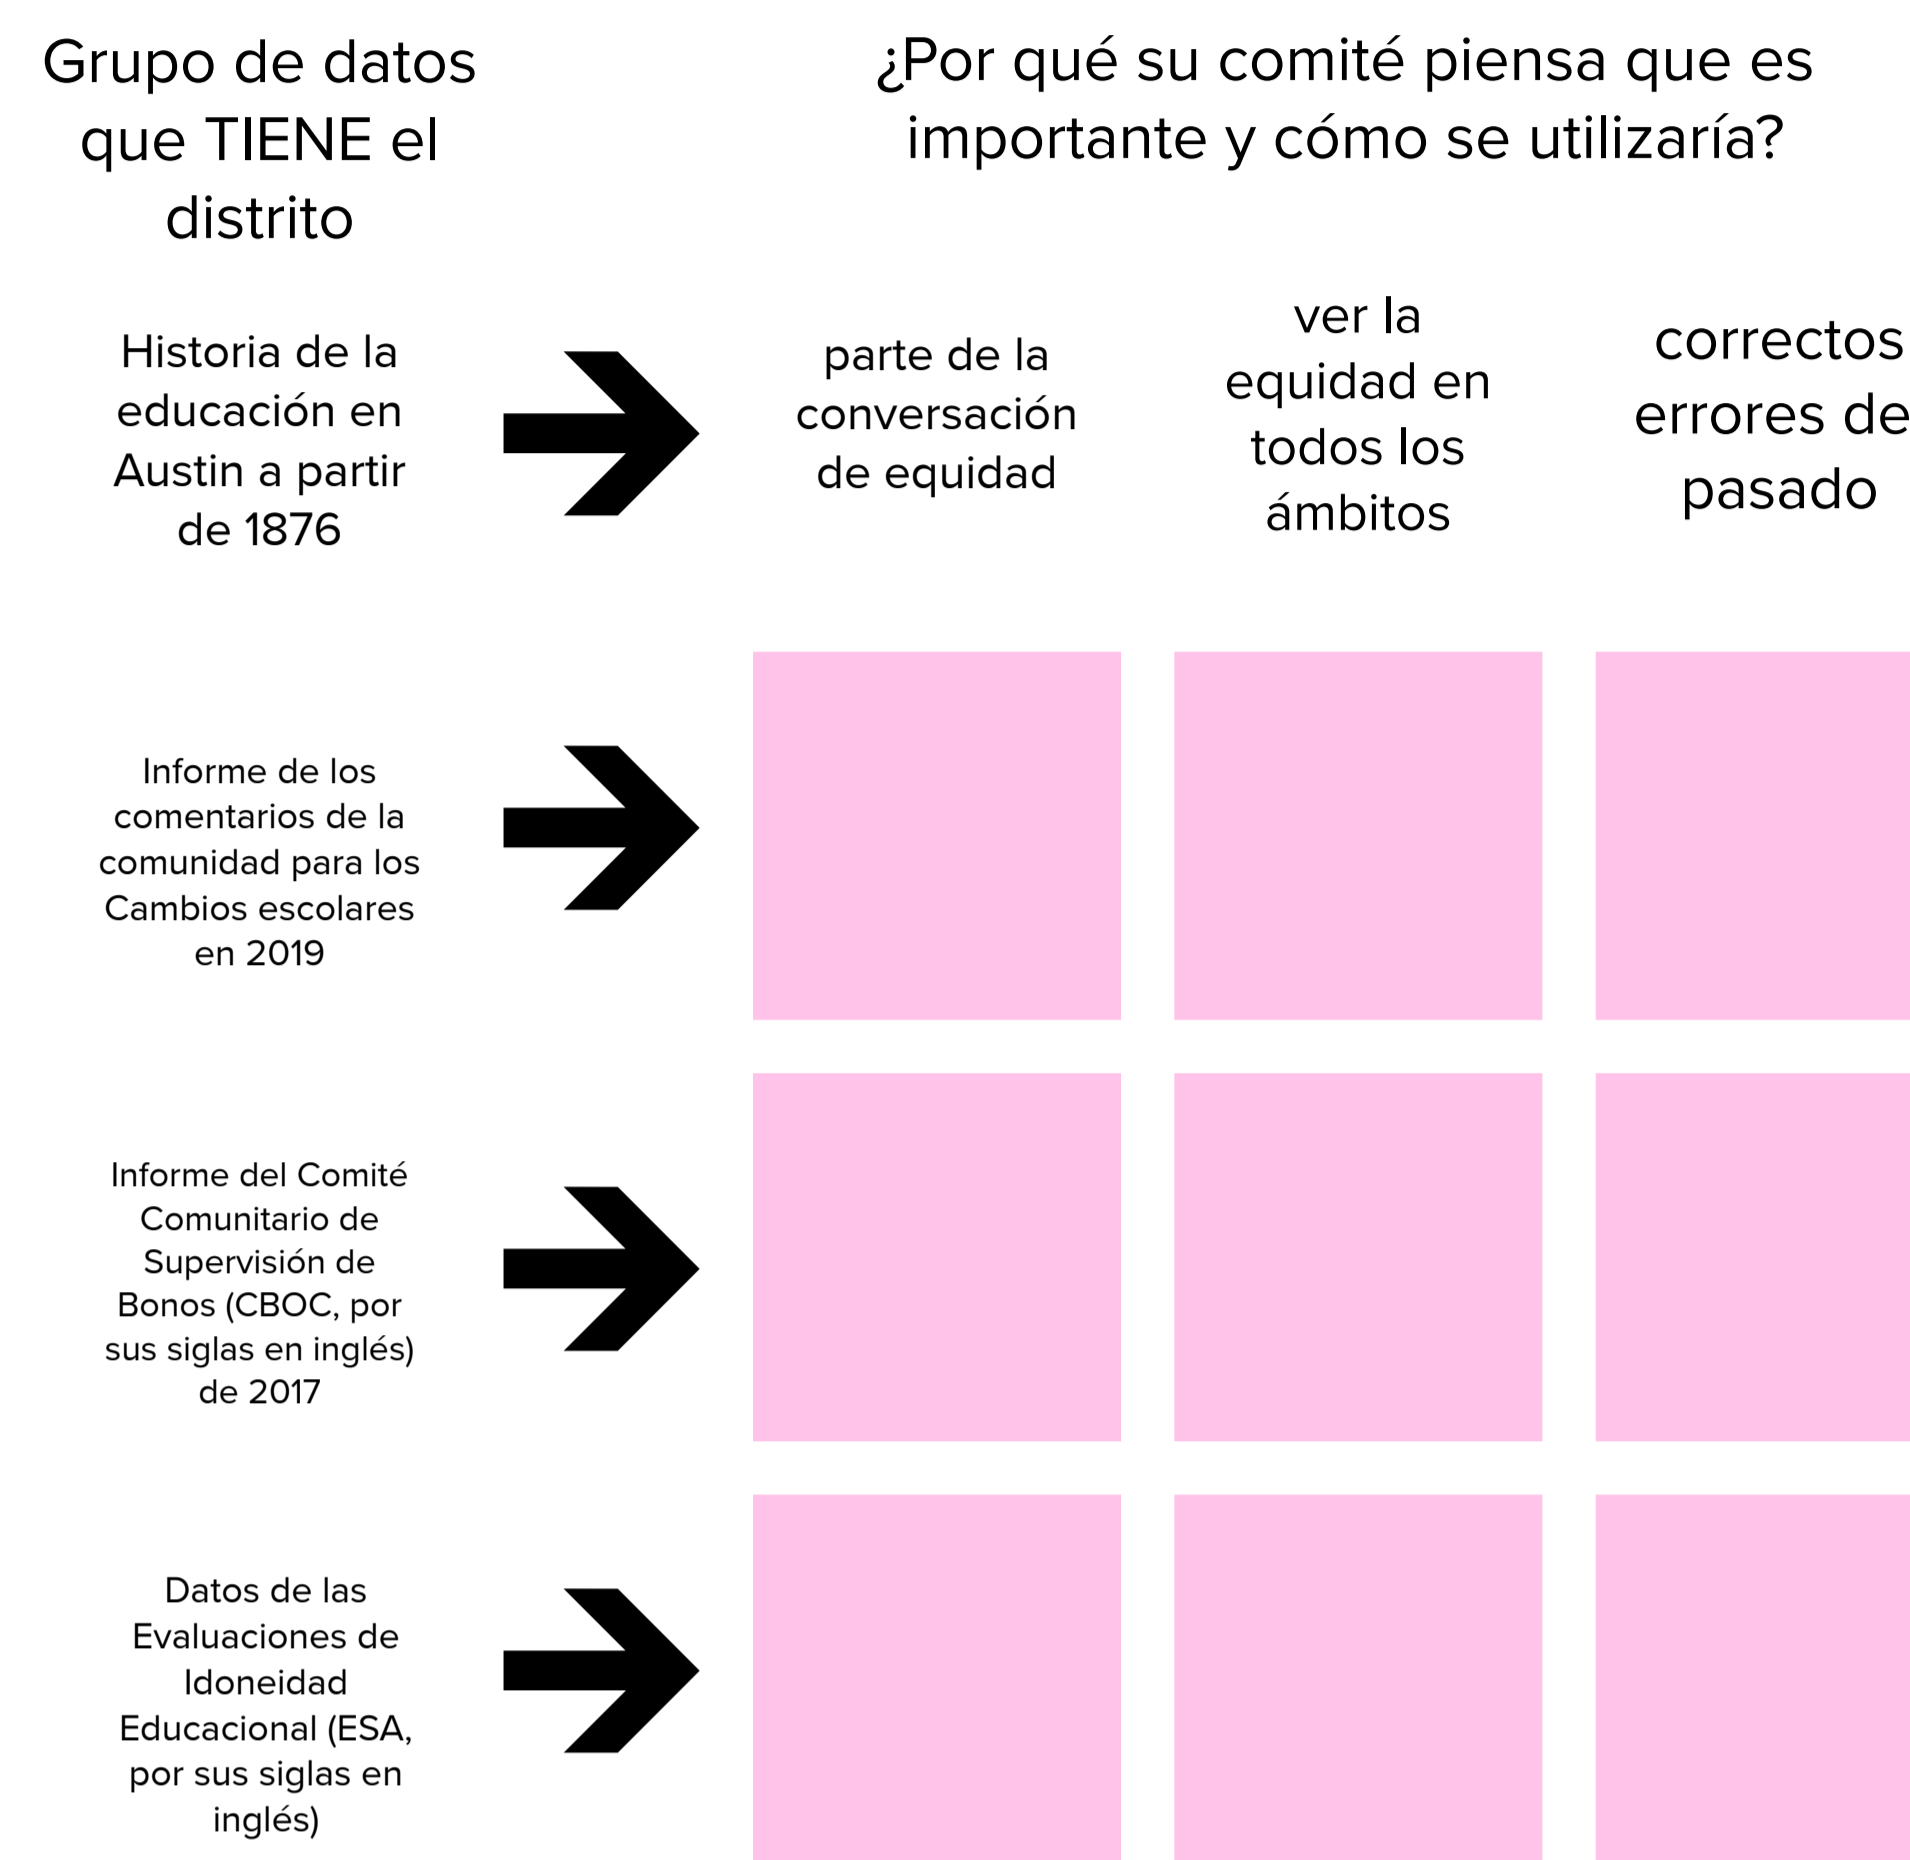 Grupo de datos
que TIENE el
distrito
¿Por qué su comité piensa que es
importante y cómo se utilizaría?
Historia de la
educación en
Austin a partir
de 1876
parte de la
conversación
de equidad
ver la
equidad en
todos los
ámbitos
correctos
errores de
pasado
Informe de los
comentarios de la
comunidad para los
Cambios escolares
en 2019
Informe del Comité
Comunitario de
Supervisión de
Bonos (CBOC, por
sus siglas en inglés)
de 2017
Datos de las
Evaluaciones de
Idoneidad
Educacional (ESA,
por sus siglas en
inglés)